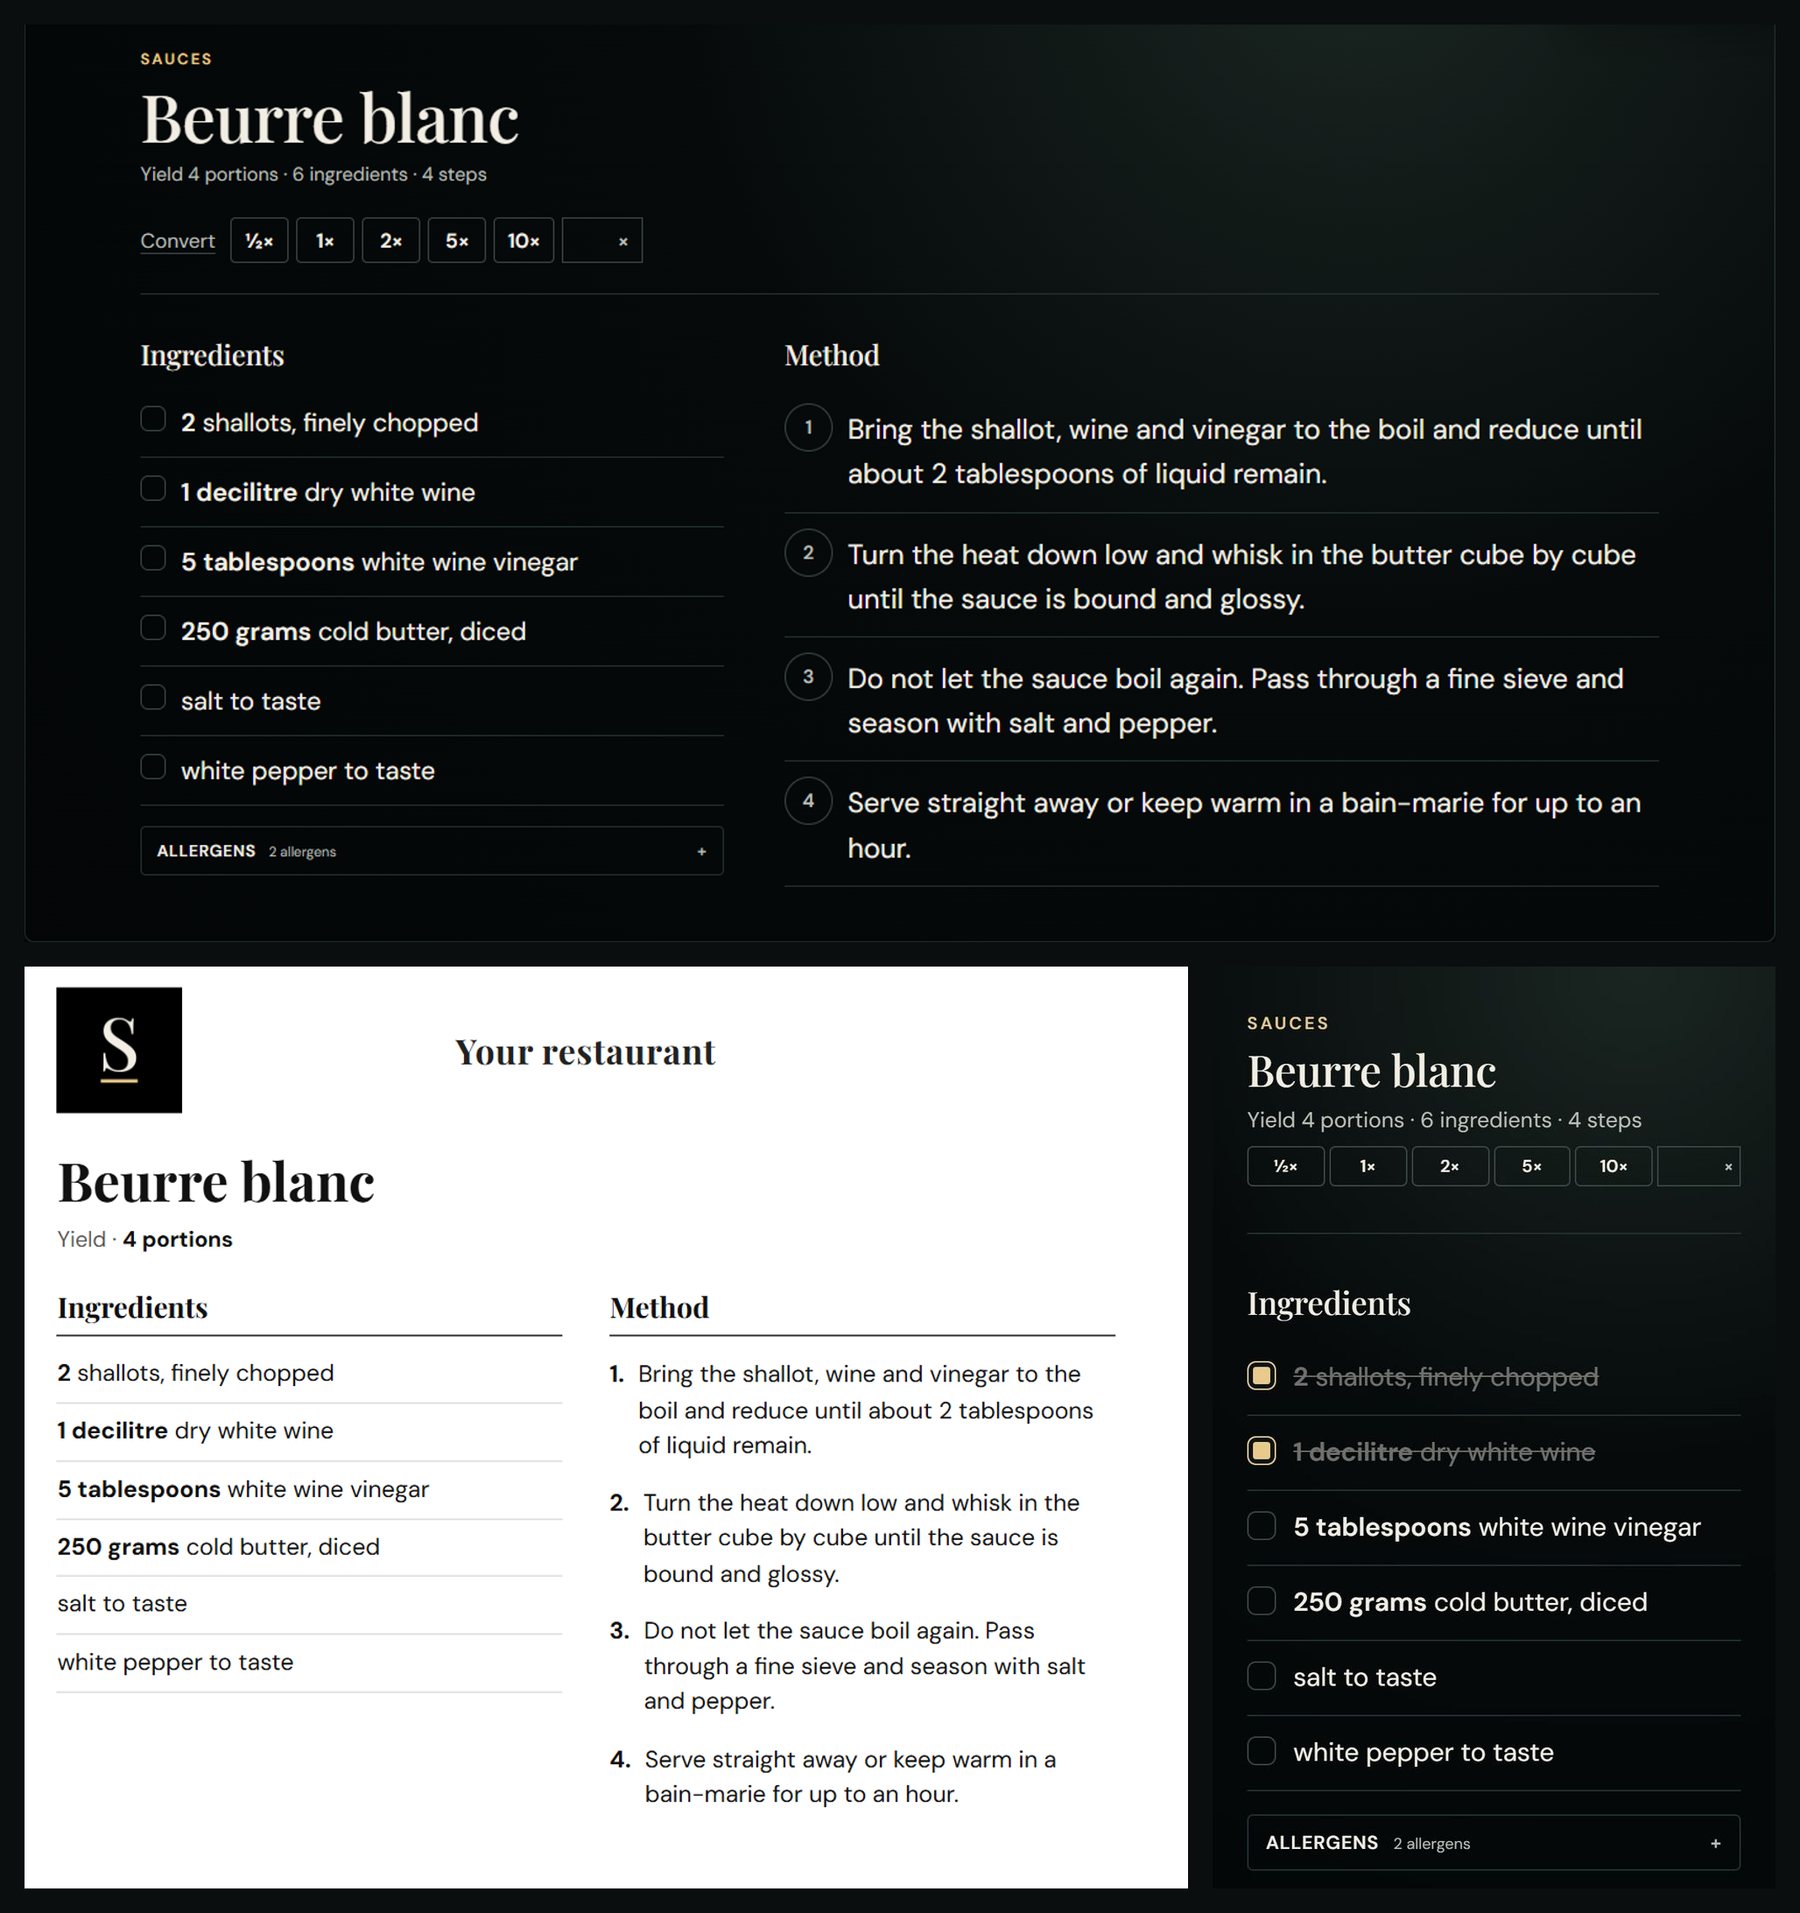 SAUCES
Beurre blanc
Yield 4 portions · 6 ingredients · 4 steps
Convert ½× 1× 2× 5× 10× ×
Ingredients
2 shallots, finely chopped
1 decilitre dry white wine
5 tablespoons white wine vinegar
250 grams cold butter, diced
salt to taste
white pepper to taste
ALLERGENS 2 allergens +
Method
1 Bring the shallot, wine and vinegar to the boil and reduce until
about 2 tablespoons of liquid remain.
2 Turn the heat down low and whisk in the butter cube by cube
until the sauce is bound and glossy.
3 Do not let the sauce boil again. Pass through a fine sieve and
season with salt and pepper.
4 Serve straight away or keep warm in a bain-marie for up to an
hour.
S
Your restaurant
Beurre blanc
Yield · 4 portions
Ingredients
2 shallots, finely chopped
1 decilitre dry white wine
5 tablespoons white wine vinegar
250 grams cold butter, diced
salt to taste
white pepper to taste
Method
1. Bring the shallot, wine and vinegar to the
boil and reduce until about 2 tablespoons
of liquid remain.
2. Turn the heat down low and whisk in the
butter cube by cube until the sauce is
bound and glossy.
3. Do not let the sauce boil again. Pass
through a fine sieve and season with salt
and pepper.
4. Serve straight away or keep warm in a
bain-marie for up to an hour.
SAUCES
Beurre blanc
Yield 4 portions · 6 ingredients · 4 steps
½× 1× 2× 5× 10× ×
Ingredients
2 shallots, finely chopped
1 decilitre dry white wine
5 tablespoons white wine vinegar
250 grams cold butter, diced
salt to taste
white pepper to taste
ALLERGENS 2 allergens +